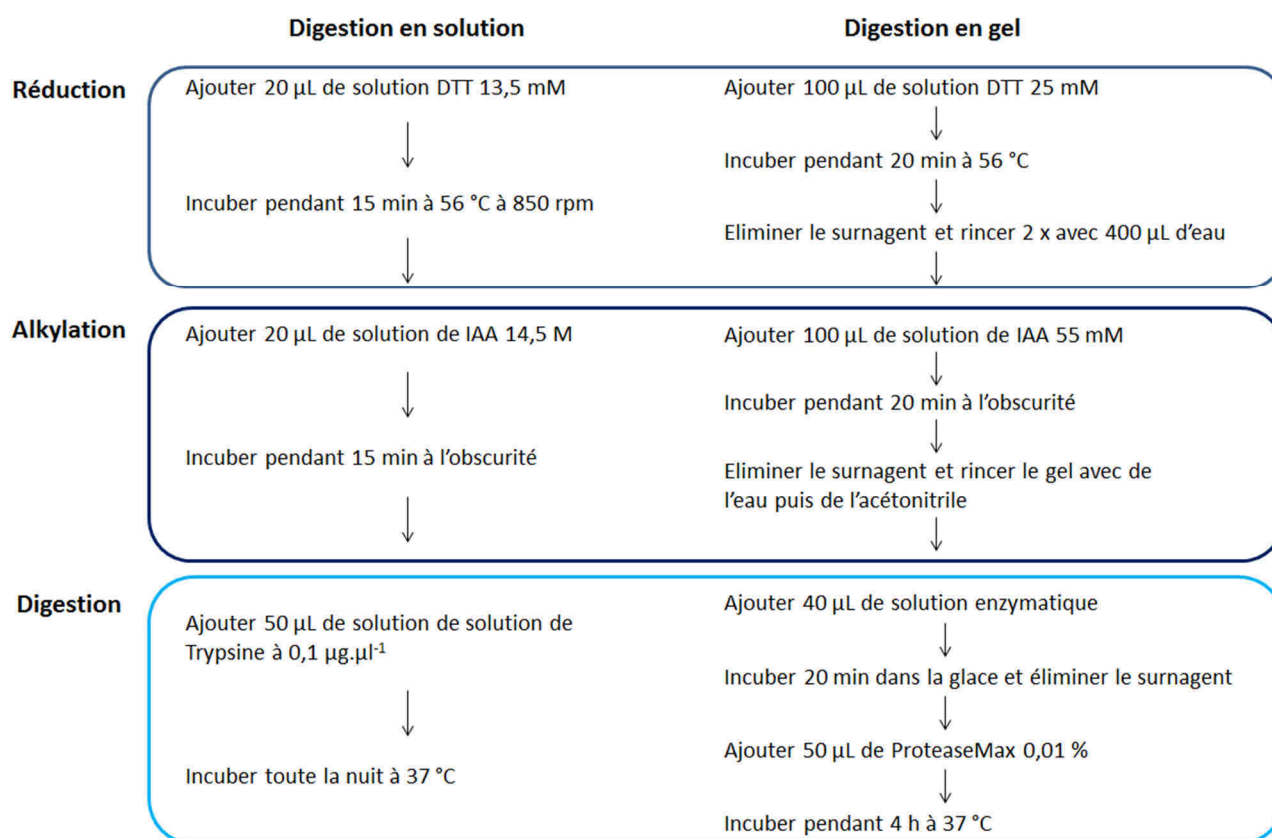 Digestion en solution
Digestion en gel
Réduction
Ajouter 20 µL de solution DTT 13,5 mM
Incuber pendant 15 min à 56 °C à 850 rpm
Ajouter 100 µL de solution DTT 25 mM
Incuber pendant 20 min à 56 °C
Eliminer le surnagent et rincer 2 x avec 400 µL d'eau
Alkylation
Ajouter 20 µL de solution de IAA 14,5 M
Incuber pendant 15 min à l'obscurité
Ajouter 100 µL de solution de IAA 55 mM
Incuber pendant 20 min à l'obscurité
Eliminer le surnagent et rincer le gel avec de
l'eau puis de l'acétonitrile
Digestion
Ajouter 50 µL de solution de solution de
Trypsine à 0,1 µg.µl⁻¹
Incuber toute la nuit à 37 °C
Ajouter 40 µL de solution enzymatique
Incuber 20 min dans la glace et éliminer le surnagent
Ajouter 50 µL de ProteaseMax 0,01 %
Incuber pendant 4 h à 37 °C